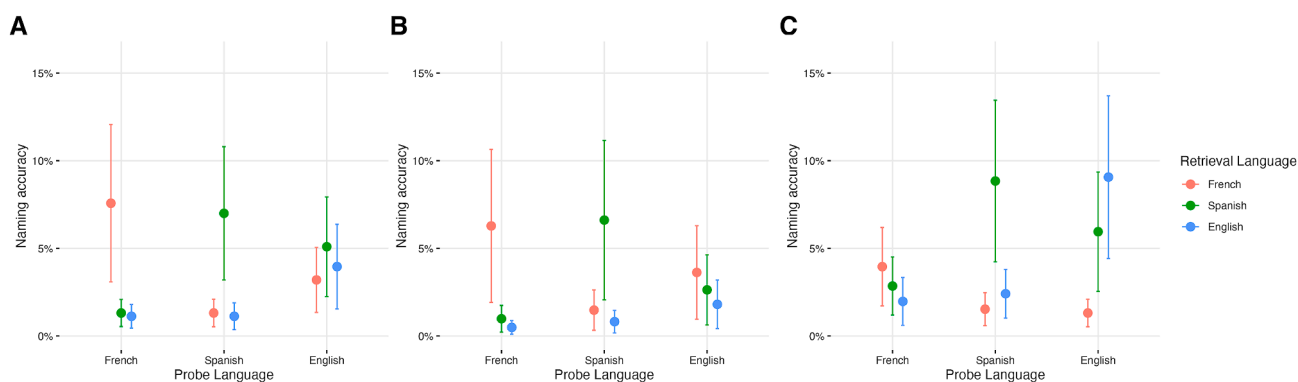 A
B
C
Naming accuracy
15%
10%
5%
0%
French
Spanish
English
Probe Language
Naming accuracy
15%
10%
5%
0%
French
Spanish
English
Probe Language
Naming accuracy
15%
10%
5%
0%
French
Spanish
English
Probe Language
Retrieval Language
French
Spanish
English